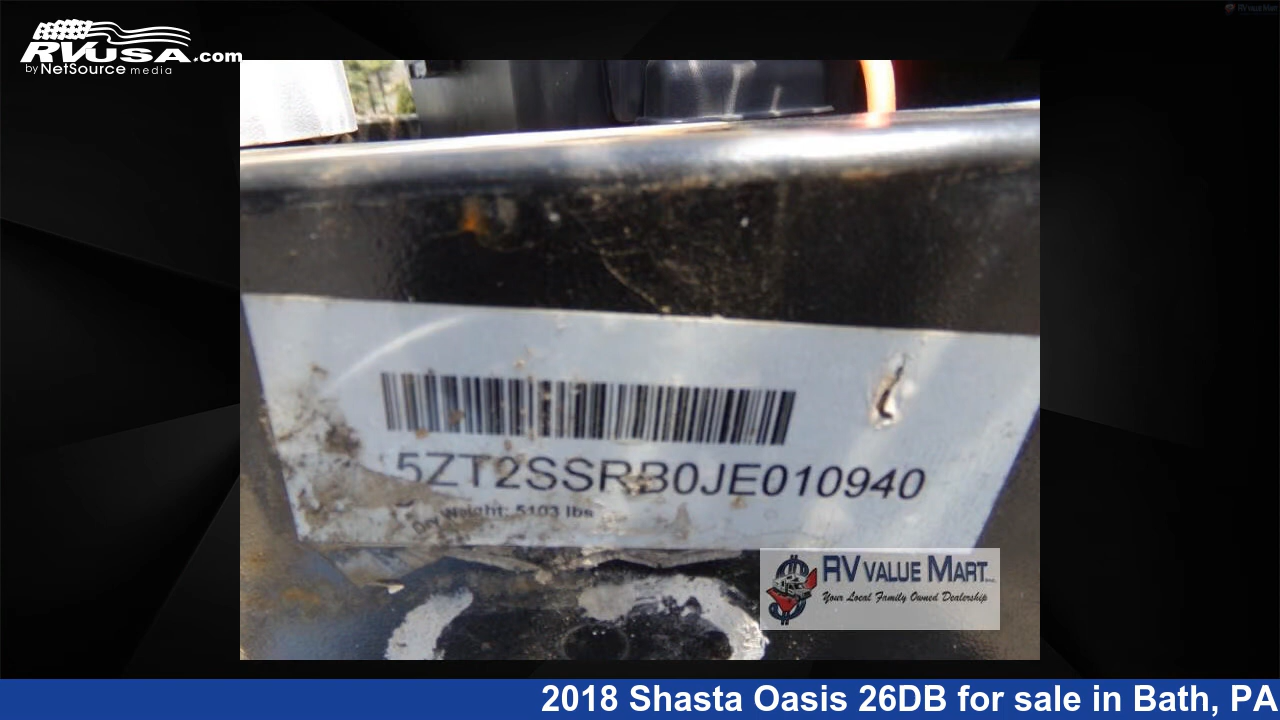 RVUSA.com
by NetSource media
5ZT2SSRB0JE010940
Dry Weight: 5103 lbs
RV VALUE MART INC.
Your Local Family Owned Dealership
2018 Shasta Oasis 26DB for sale in Bath, PA